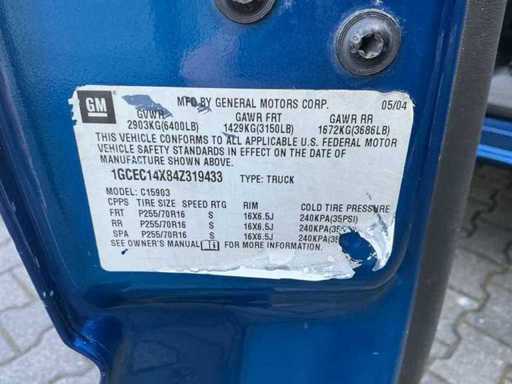 GM
MFD BY GENERAL MOTORS CORP. 05/04
GVWR GAWR FRT GAWR RR
2903KG(6400LB) 1429KG(3150LB) 1672KG(3686LB)
THIS VEHICLE CONFORMS TO ALL APPLICABLE U.S. FEDERAL MOTOR
VEHICLE SAFETY STANDARDS IN EFFECT ON THE DATE OF
MANUFACTURE SHOWN ABOVE.
1GCEC14X84Z319433 TYPE: TRUCK
MODEL: C15903
CPPS TIRE SIZE SPEED RTG RIM COLD TIRE PRESSURE
FRT P255/70R16 S 16X6.5J 240KPA(35PSI)
RR P255/70R16 S 16X6.5J 240KPA(35
SPA P255/70R16 S 16X6.5J 240KPA(35
SEE OWNER'S MANUAL FOR MORE INFORMATION.